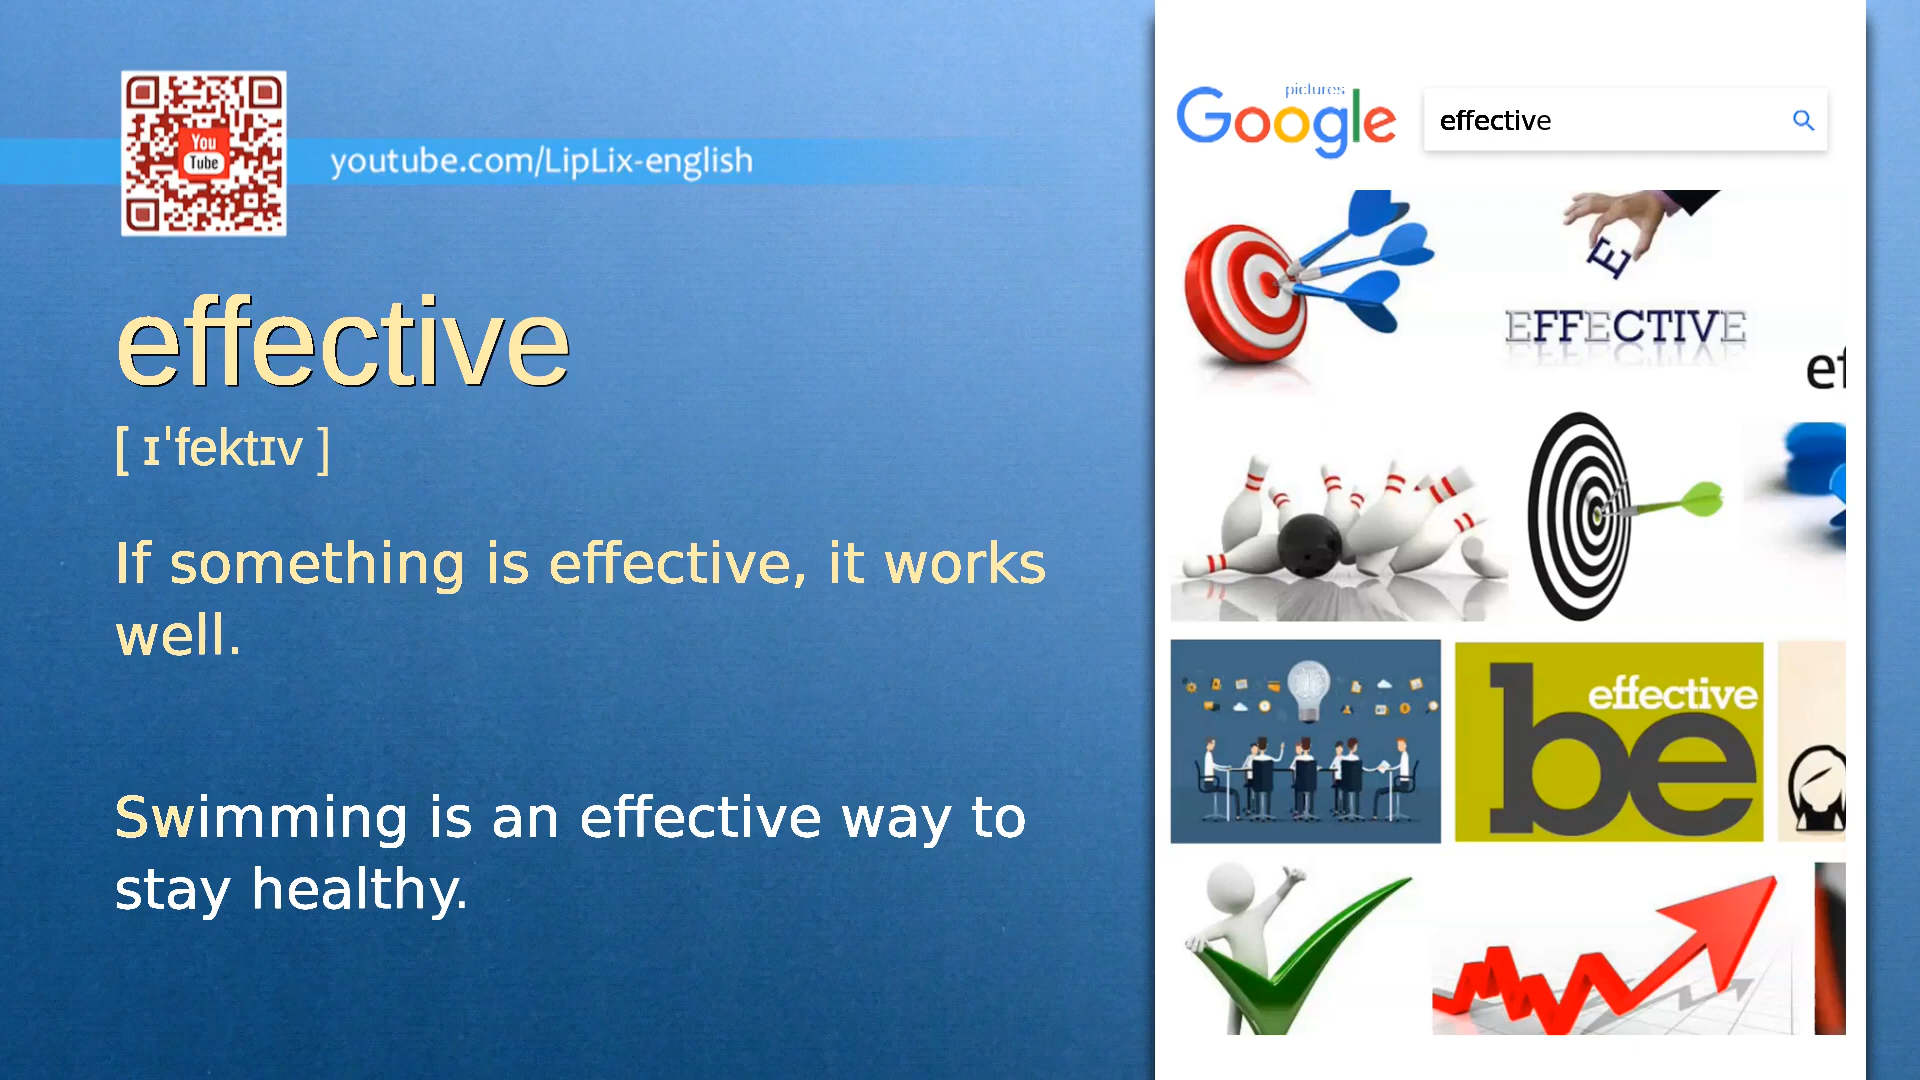 You
Tube
youtube.com/LipLix-english
effective
[ ɪ'fektɪv ]
If something is effective, it works
well.
Swimming is an effective way to
stay healthy.
pictures
Google
effective
E
EFFECTIVE
ef
effective
be